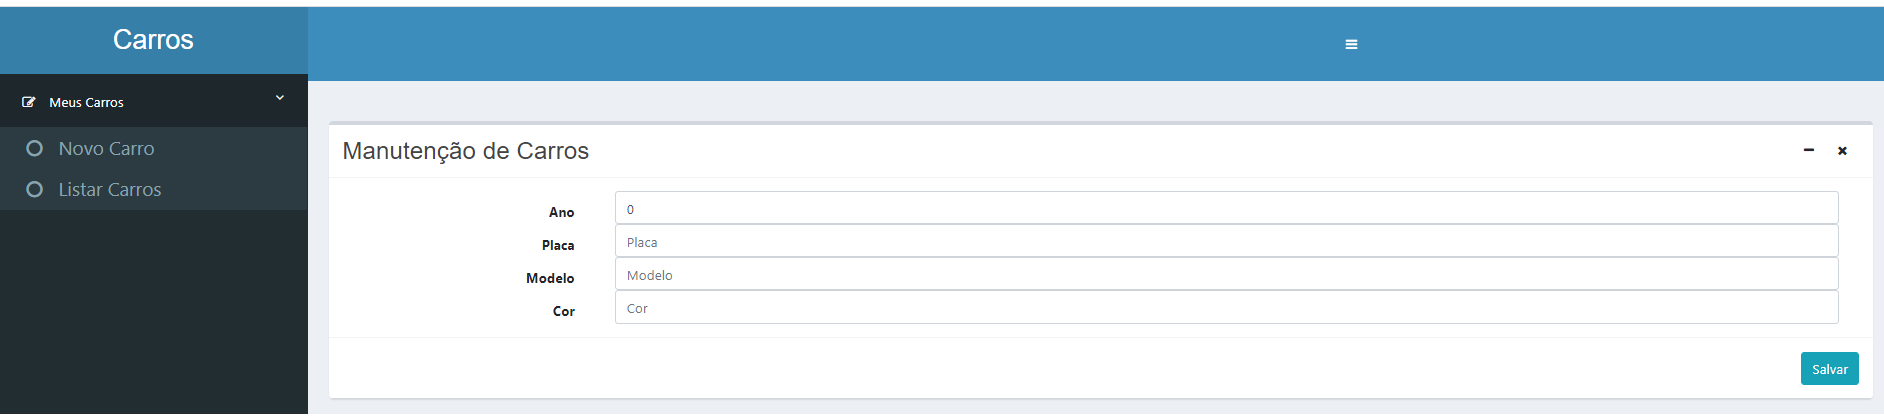 Carros
Meus Carros
Novo Carro
Listar Carros
Manutenção de Carros
Ano 0
Placa Placa
Modelo Modelo
Cor Cor
Salvar